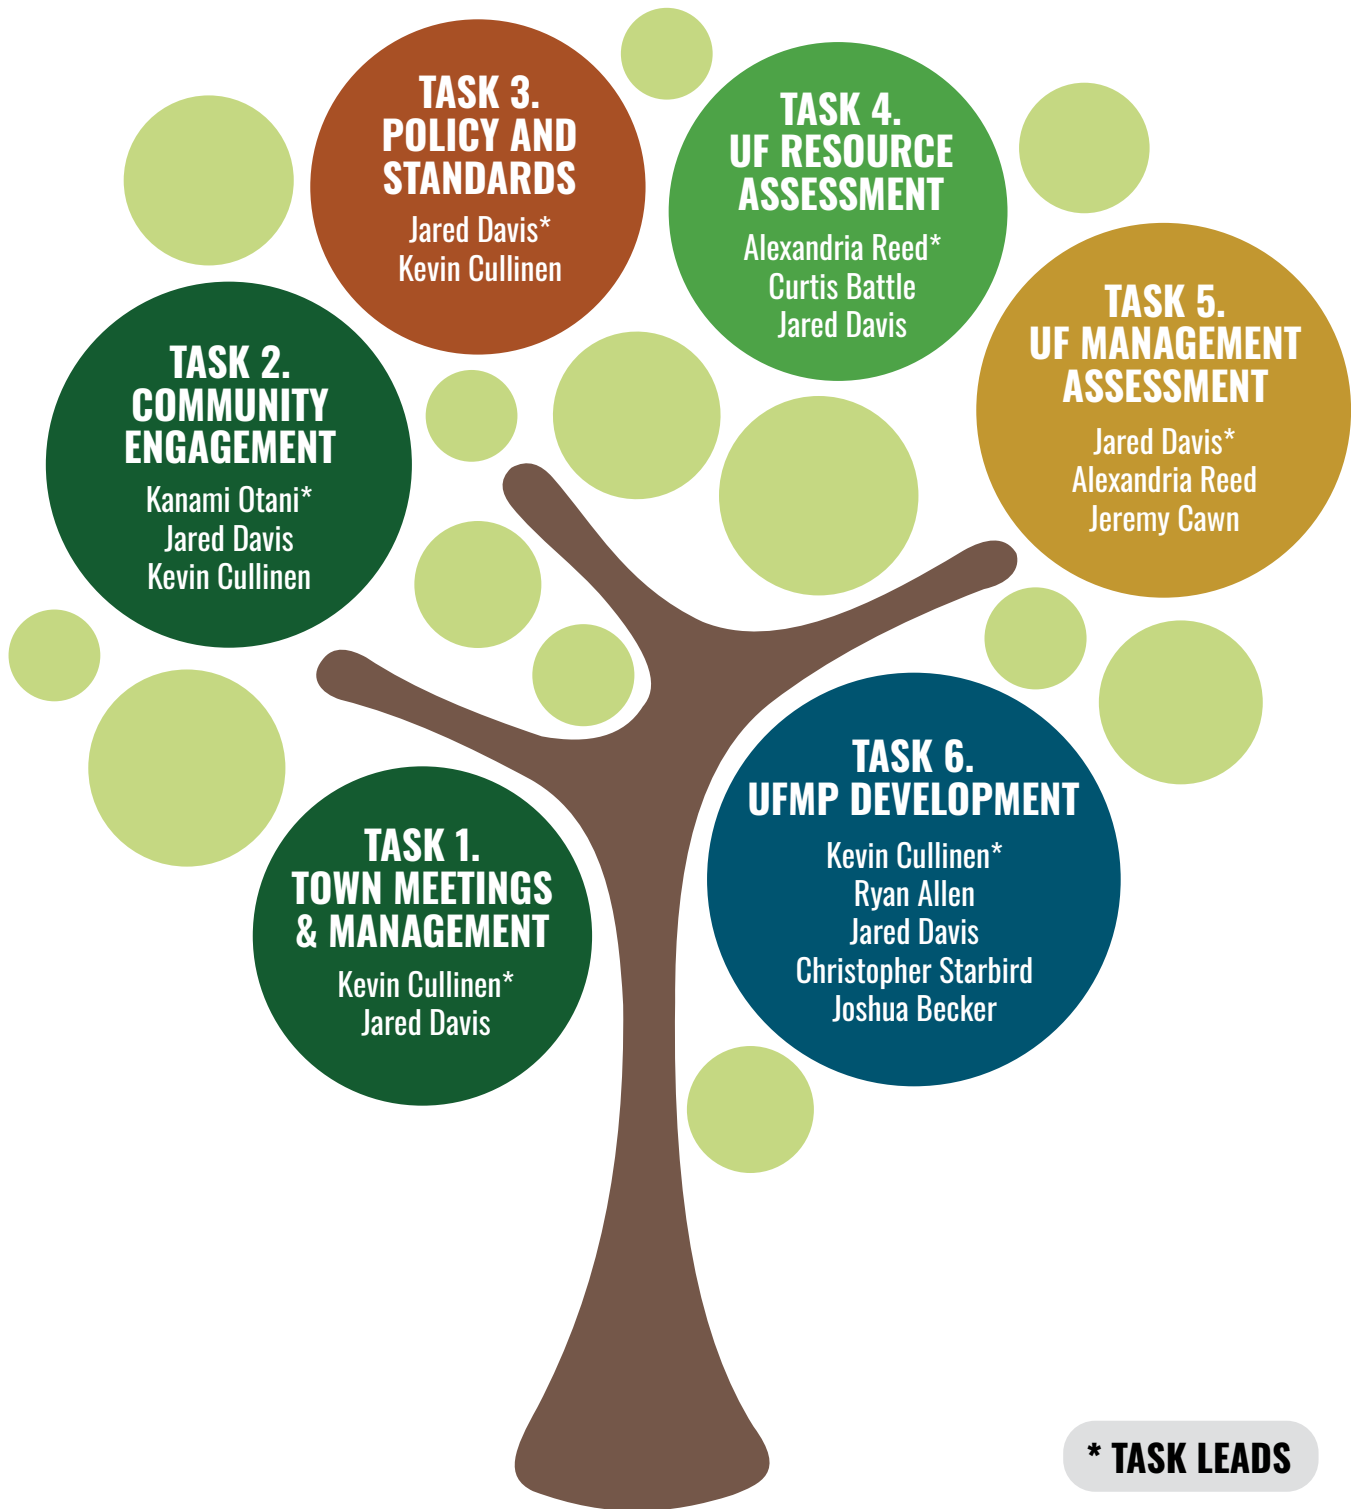 TASK 1.
TOWN MEETINGS
& MANAGEMENT
Kevin Cullinen*
Jared Davis
TASK 2.
COMMUNITY
ENGAGEMENT
Kanami Otani*
Jared Davis
Kevin Cullinen
TASK 3.
POLICY AND
STANDARDS
Jared Davis*
Kevin Cullinen
TASK 4.
UF RESOURCE
ASSESSMENT
Alexandria Reed*
Curtis Battle
Jared Davis
TASK 5.
UF MANAGEMENT
ASSESSMENT
Jared Davis*
Alexandria Reed
Jeremy Cawn
TASK 6.
UFMP DEVELOPMENT
Kevin Cullinen*
Ryan Allen
Jared Davis
Christopher Starbird
Joshua Becker
* TASK LEADS